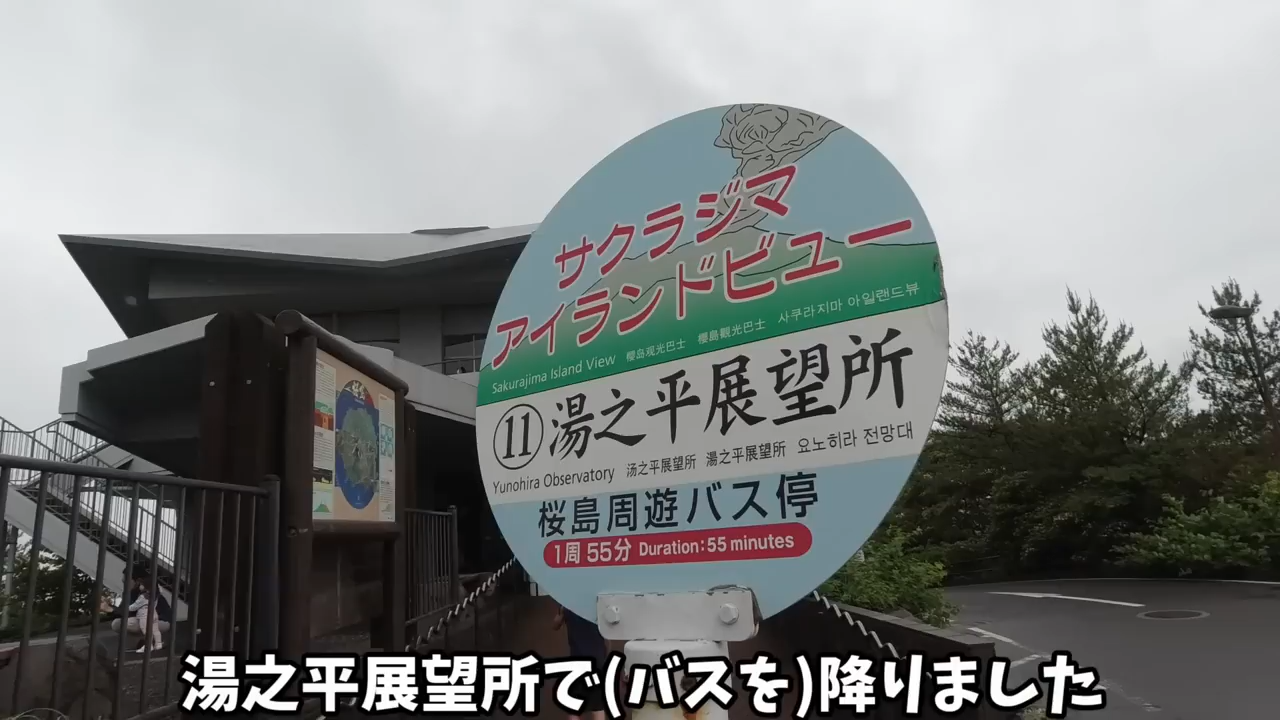 サクラジマ
アイランドビュー
Sakurajima Island View 櫻岛观光巴士 櫻島觀光巴士 사쿠라지마 아일랜드뷰
⑪湯之平展望所
Yunohira Observatory 汤之平展望所 湯之平展望所 요노히라 전망대
桜島周遊バス停
1周 55分 Duration:55 minutes
湯之平展望所で(バスを)降りました